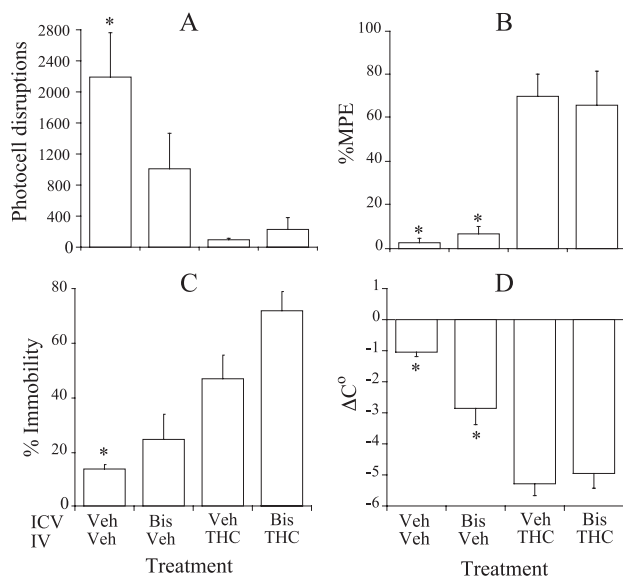 A
Photocell disruptions
2800
2400
2000
1600
1200
800
400
0
*
B
%MPE
100
80
60
40
20
0
* *
C
% Immobility
80
60
40
20
0
*
D
ΔC°
1
0
-1
-2
-3
-4
-5
-6
* *
ICV Veh Bis Veh Bis
IV Veh Veh THC THC
Treatment
Veh Bis Veh Bis
Veh Veh THC THC
Treatment